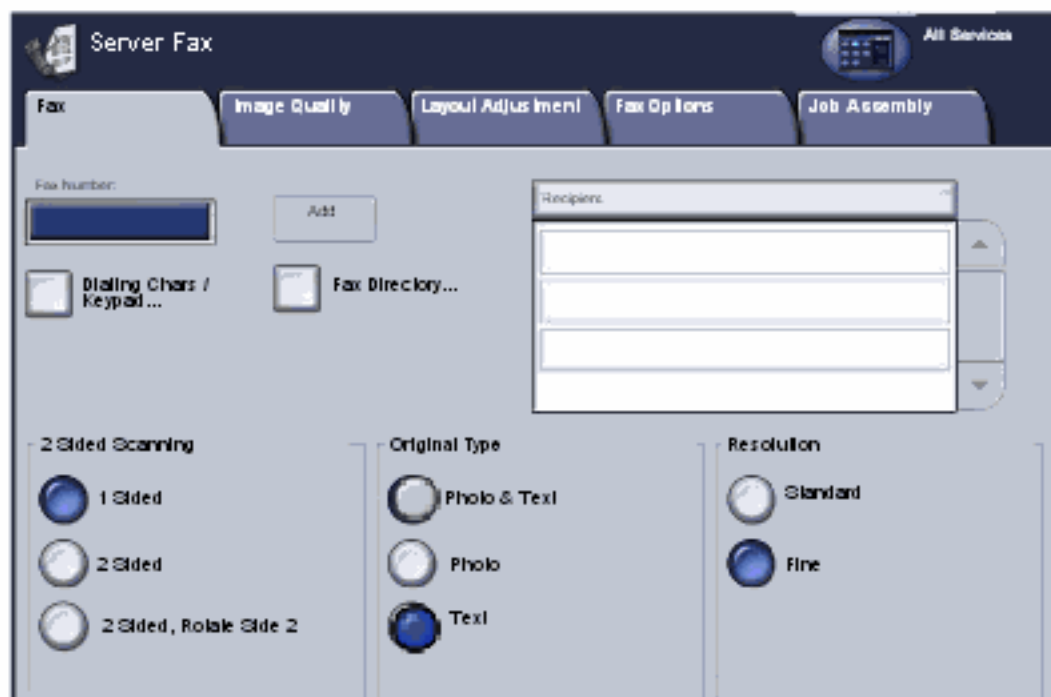 Server Fax
All Services
Fax
Image Quality
Layout Adjustment
Fax Options
Job Assembly
Fax Number:
Add
Recipient
Dialing Chars /
Keypad...
Fax Directory...
2 Sided Scanning
1 Sided
2 Sided
2 Sided, Rotate Side 2
Original Type
Photo & Text
Photo
Text
Resolution
Standard
Fine